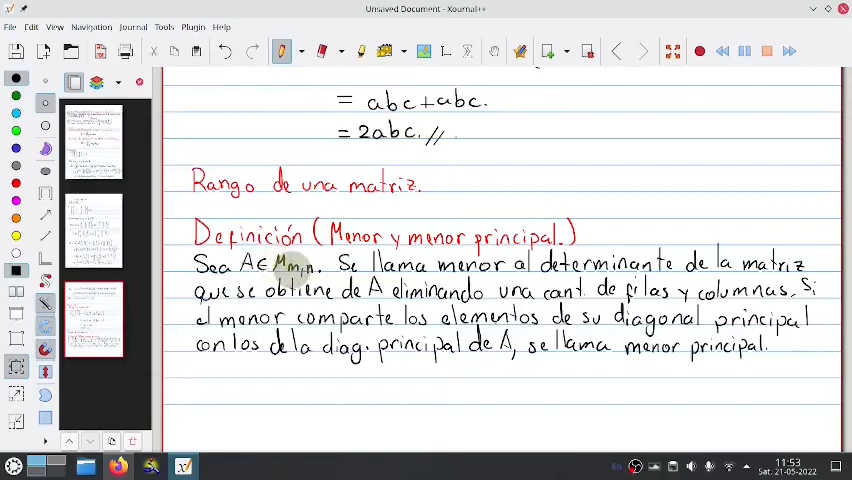 Unsaved Document - Xournal++
File Edit View Navigation Journal Tools Plugin Help
= abc + abc.
= 2abc. //
Rango de una matriz.
Definición (Menor y menor principal.)
Sea A ∈ M m,n. Se llama menor al determinante de la matriz
que se obtiene de A eliminando una cant. de filas y columnas. Si
el menor comparte los elementos de su diagonal principal
con los de la diag. principal de A, se llama menor principal.
EN
11:53
Sat. 21-05-2022